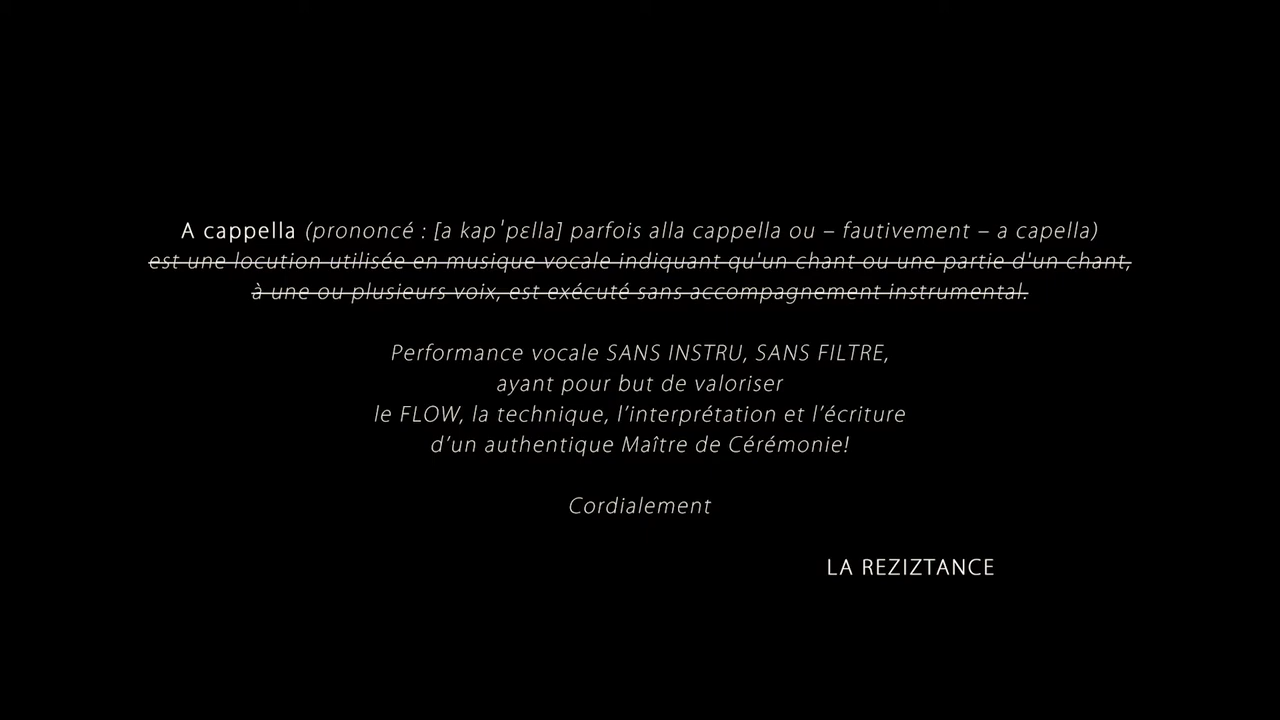 A cappella (prononcé : [a kapˈpɛlla] parfois alla cappella ou – fautivement – a capella)
est une locution utilisée en musique vocale indiquant qu'un chant ou une partie d'un chant,
à une ou plusieurs voix, est exécuté sans accompagnement instrumental.
Performance vocale SANS INSTRU, SANS FILTRE,
ayant pour but de valoriser
le FLOW, la technique, l’interprétation et l’écriture
d’un authentique Maître de Cérémonie!
Cordialement
LA REZIZTANCE